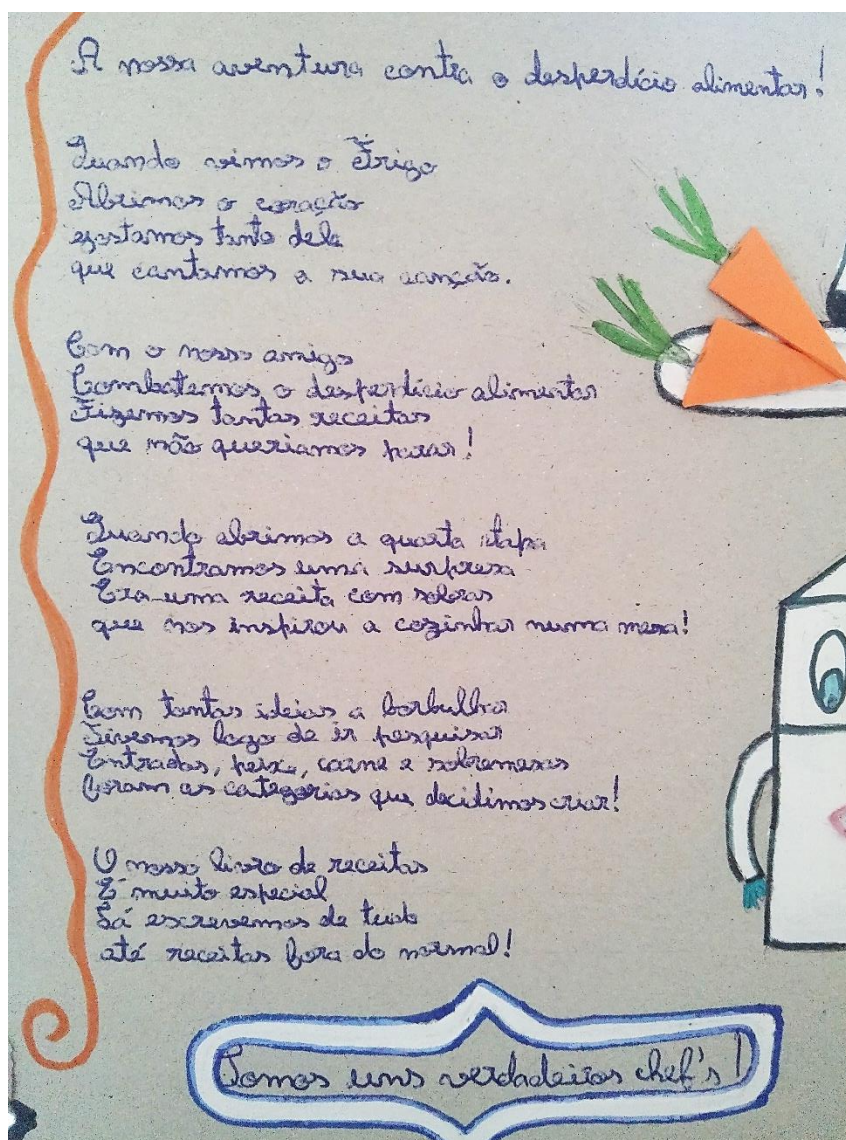 A nossa aventura contra o desperdício alimentar!
Quando vimos o Frigo
Abrimos o coração
gostamos tanto dele
que cantamos a sua canção.
Com o nosso amigo
Combatemos o desperdício alimentar
Fizemos tantas receitas
que não queriamos parar!
Quando abrimos a quarta etapa
Encontramos uma surpresa
Era uma receita com sobras
que nos inspirou a cozinhar numa mesa!
Com tantas ideias a borbulhar
Tivemos logo de ir pesquisar
Entradas, peixe, carne e sobremesas
foram as categorias que decidimos criar!
O nosso livro de receitas
É muito especial
Lá escrevemos de tudo
até receitas fora do normal!
Somos uns verdadeiros chef's!